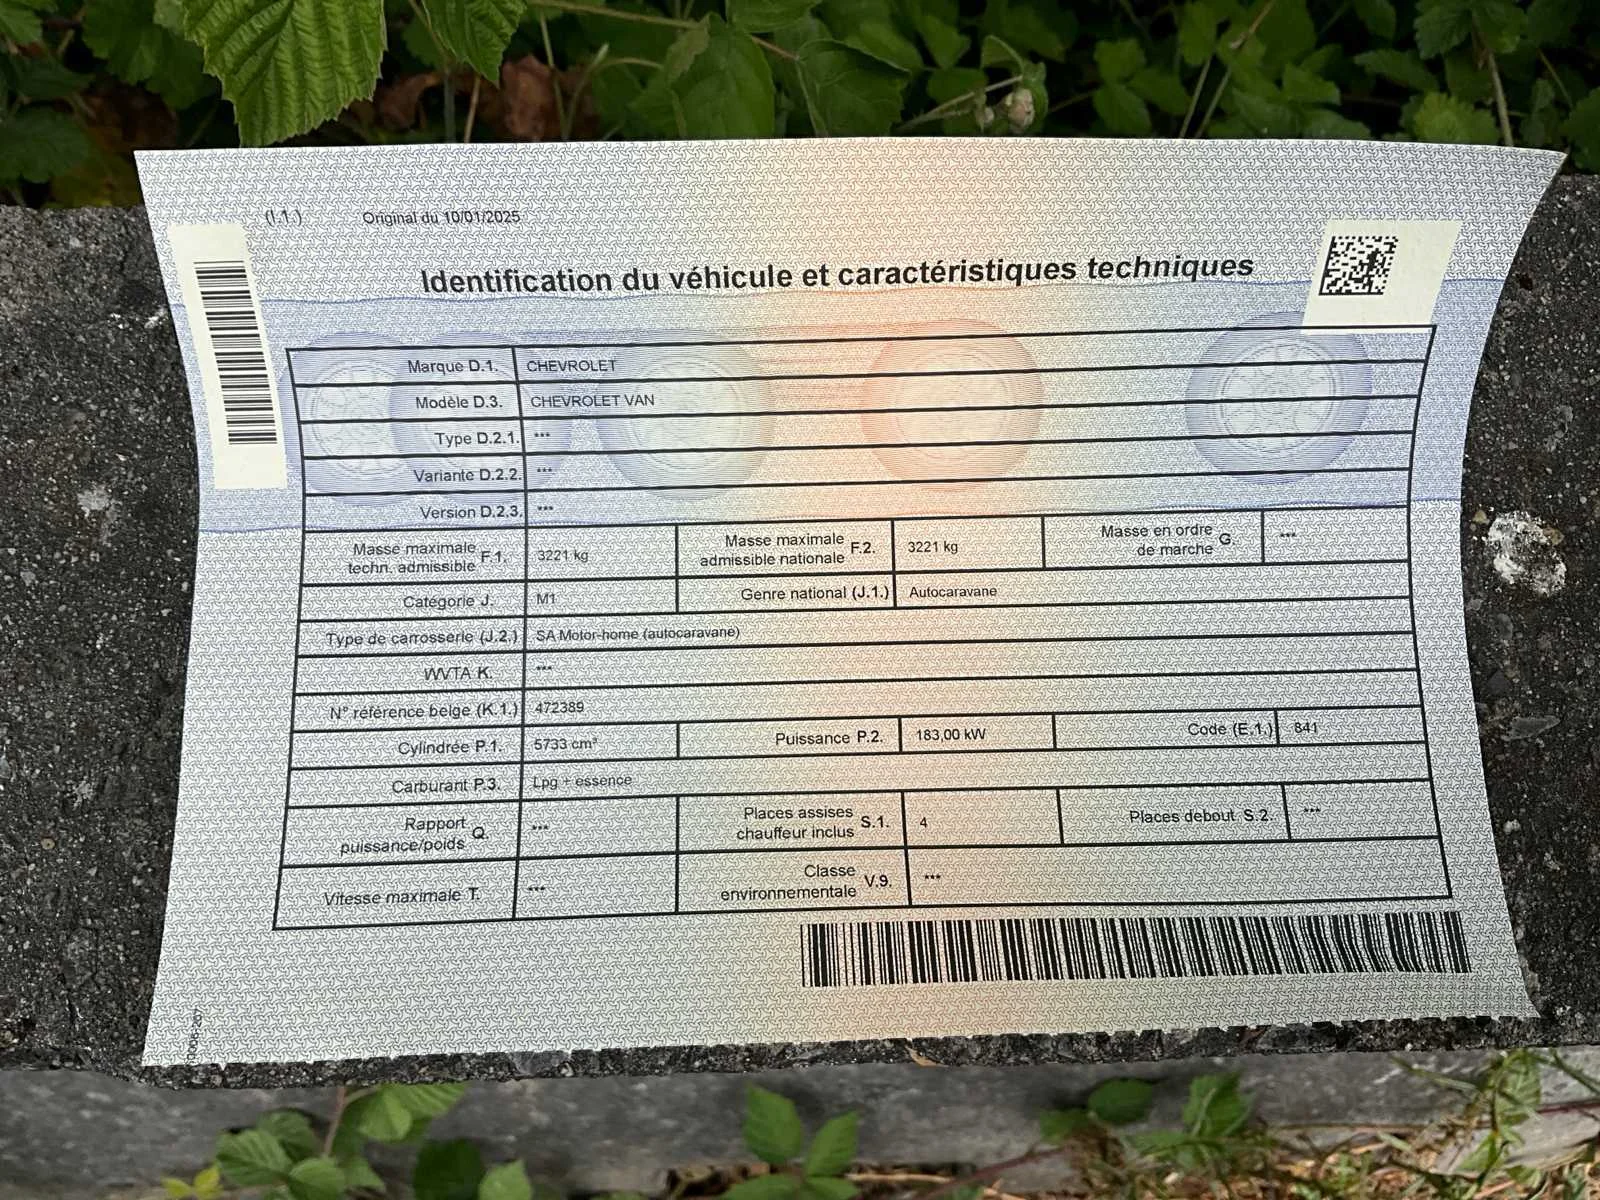 (I.1.) Original du 10/01/2025
Identification du véhicule et caractéristiques techniques
Marque D.1. CHEVROLET
Modèle D.3. CHEVROLET VAN
Type D.2.1. ***
Variante D.2.2. ***
Version D.2.3. ***
Masse maximale techn. admissible F.1. 3221 kg Masse maximale admissible nationale F.2. 3221 kg Masse en ordre de marche G. ***
Catégorie J. M1 Genre national (J.1.) Autocaravane
Type de carrosserie (J.2.) SA Motor-home (autocaravane)
WVTA K. ***
N° référence belge (K.1.) 472389
Cylindrée P.1. 5733 cm³ Puissance P.2. 183,00 kW Code (E.1.) 841
Carburant P.3. Lpg + essence
Rapport puissance/poids Q. *** Places assises chauffeur inclus S.1. 4 Places debout S.2. ***
Vitesse maximale T. *** Classe environnementale V.9. ***